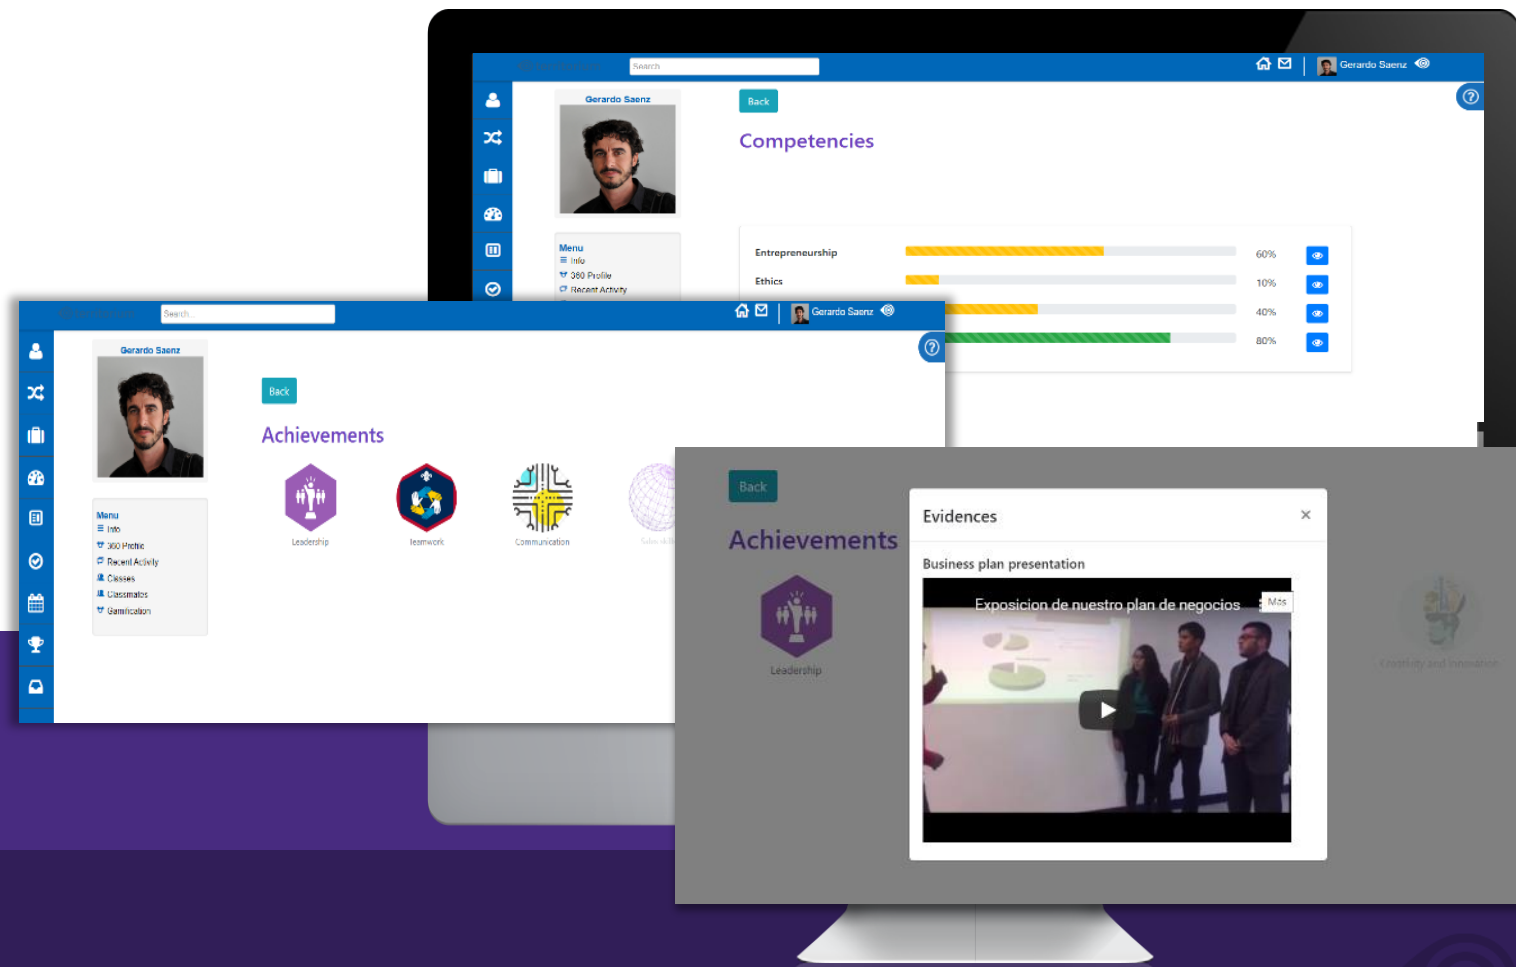 Search
Gerardo Saenz
Gerardo Saenz
Back
Competencies
Menu
Info
360 Profile
Recent Activity
Entrepreneurship
60%
Ethics
10%
40%
80%
Search...
Gerardo Saenz
Gerardo Saenz
Back
Achievements
Leadership
Teamwork
Communication
Sales skills
Menu
Info
360 Profile
Recent Activity
Classes
Classmates
Gamification
Back
Achievements
Leadership
Creativity and innovation
Evidences
×
Business plan presentation
Exposicion de nuestro plan de negocios
Más